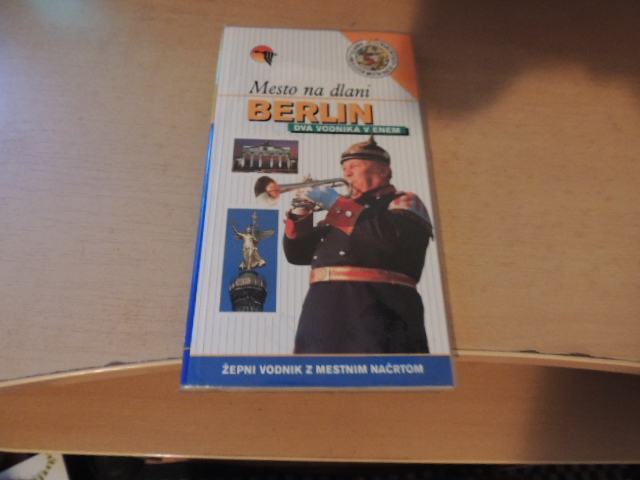 Mesto na dlani
BERLIN
DVA VODNIKA V ENEM
ŽEPNI VODNIK Z MESTNIM NAČRTOM